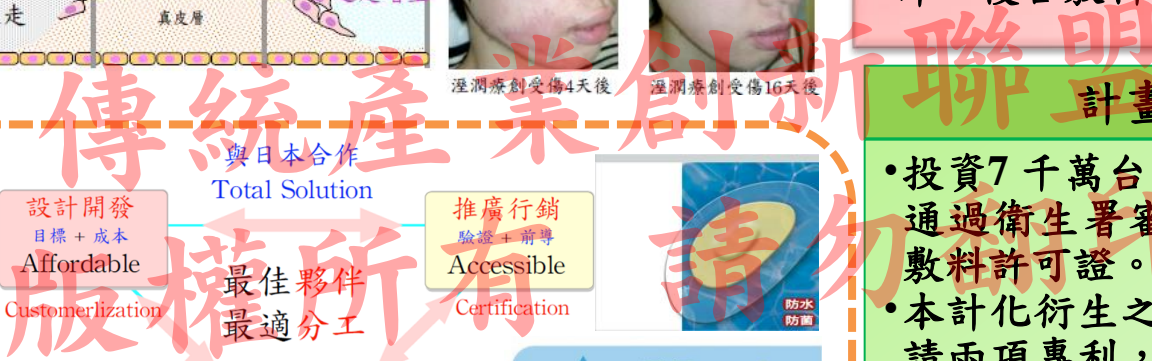 走
真皮層
溼潤療創受傷4天後
溼潤療創受傷16天後
傳統產業創新聯盟
版權所有 請勿翻印
與日本合作
Total Solution
設計開發
目標 + 成本
Affordable
Customerlization
最佳夥伴
最適分工
推廣行銷
驗證 + 前導
Accessible
Certification
防水
防菌
計畫
•投資7 千萬台
通過衛生署審
敷料許可證。
•本計化衍生之
請兩項專利，